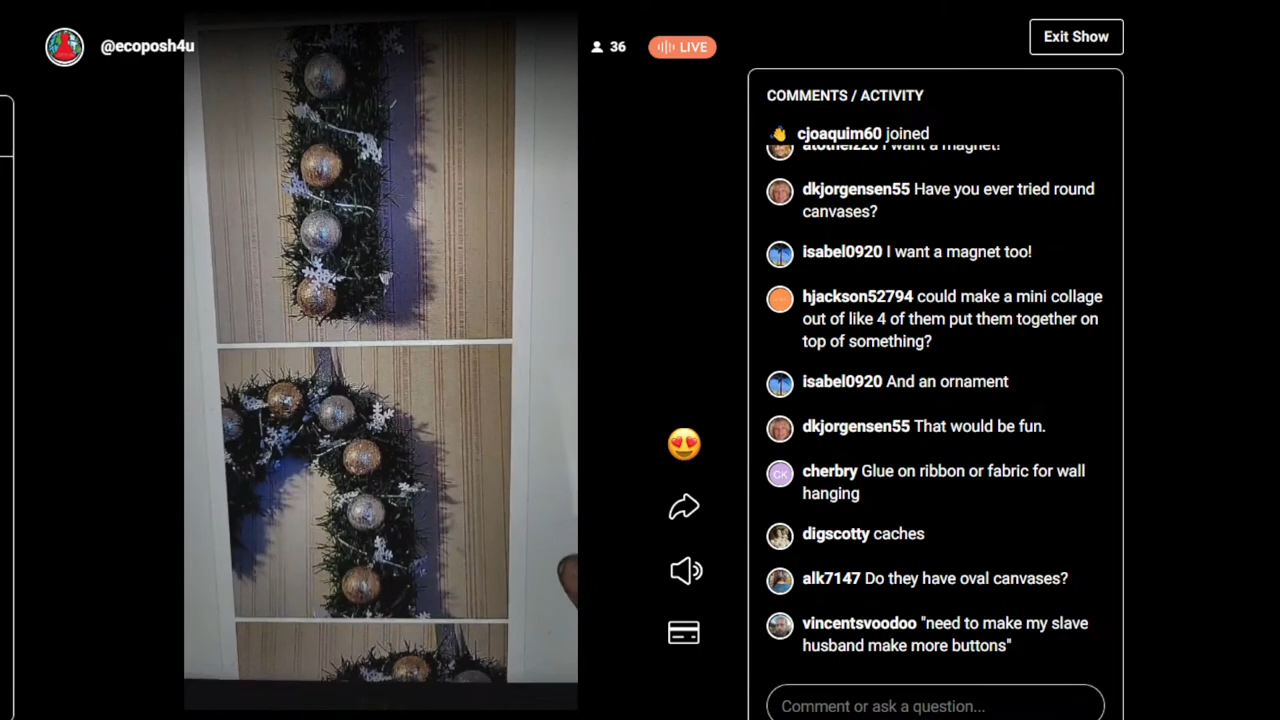 @ecoposh4u
36
LIVE
Exit Show
COMMENTS / ACTIVITY
cjoaquim60 joined
I want a magnet!
dkjorgensen55 Have you ever tried round
canvases?
isabel0920 I want a magnet too!
hjackson52794 could make a mini collage
out of like 4 of them put them together on
top of something?
isabel0920 And an ornament
dkjorgensen55 That would be fun.
CK
cherbry Glue on ribbon or fabric for wall
hanging
digscotty caches
alk7147 Do they have oval canvases?
vincentsvoodoo "need to make my slave
husband make more buttons"
Comment or ask a question...